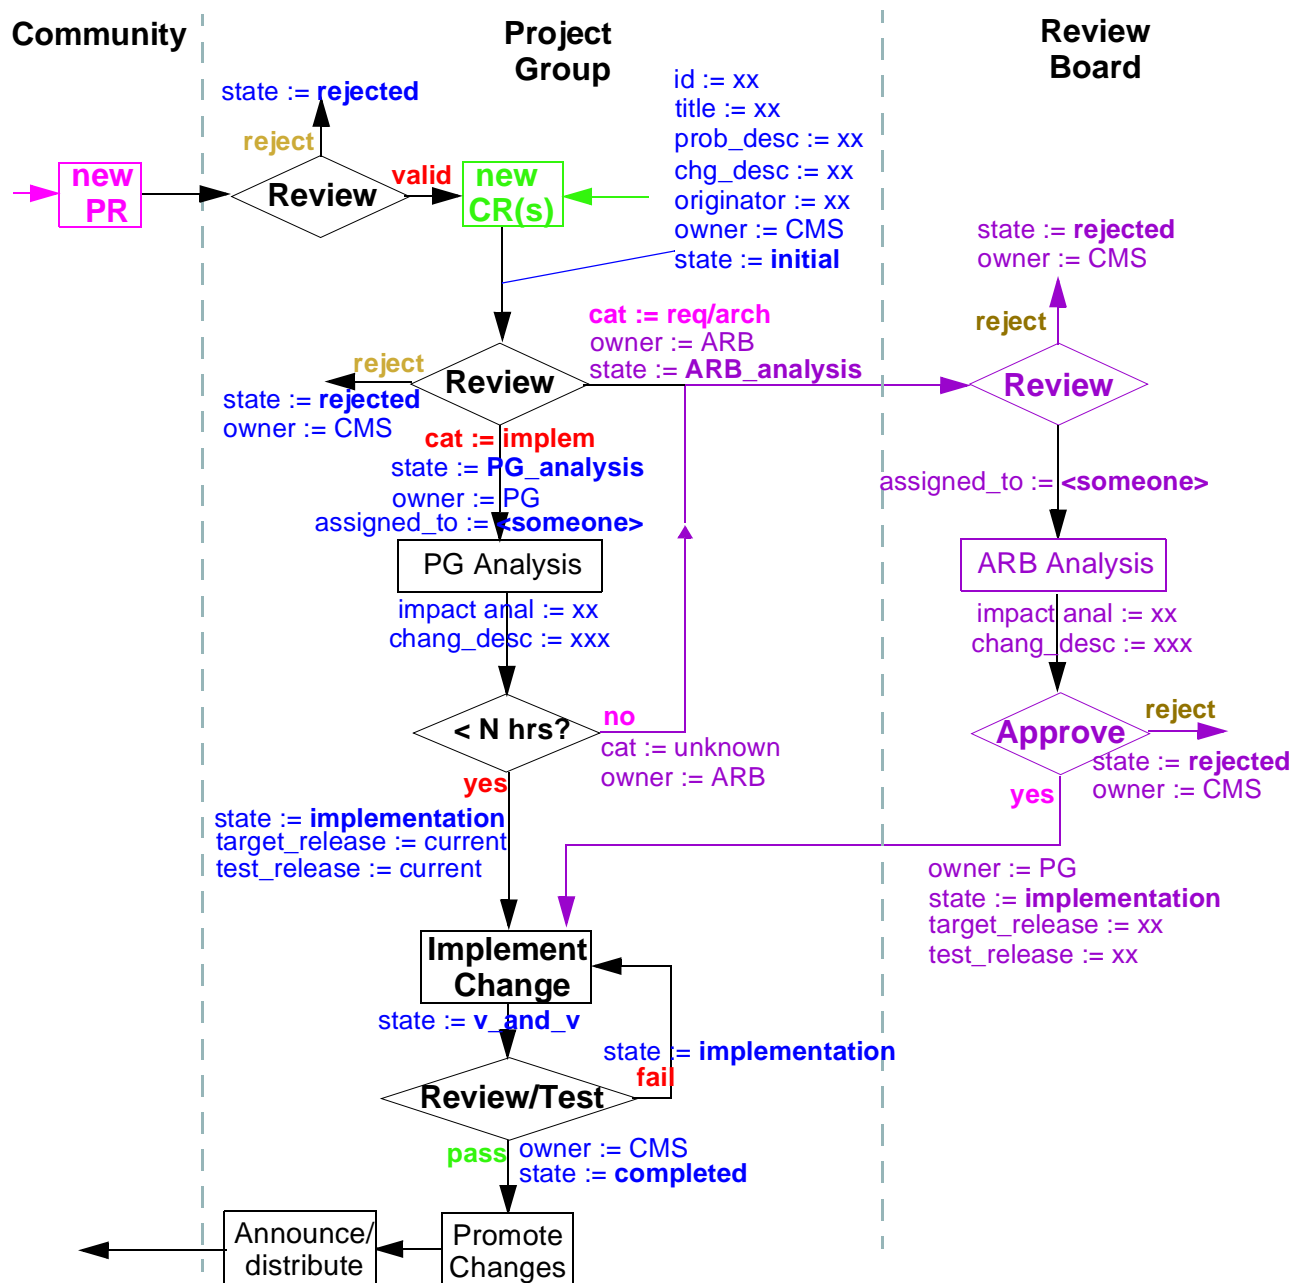 Community
Project
Group
Review
Board
state := rejected
reject
new
PR
Review
valid
new
CR(s)
id := xx
title := xx
prob_desc := xx
chg_desc := xx
originator := xx
owner := CMS
state := initial
state := rejected
owner := CMS
reject
Review
cat := req/arch
owner := ARB
state := ARB_analysis
reject
Review
state := rejected
owner := CMS
cat := implem
state := PG_analysis
owner := PG
assigned_to := <someone>
assigned_to := <someone>
PG Analysis
ARB Analysis
impact anal := xx
chang_desc := xxx
impact anal := xx
chang_desc := xxx
< N hrs?
no
cat := unknown
owner := ARB
yes
Approve
reject
state := rejected
owner := CMS
yes
state := implementation
target_release := current
test_release := current
owner := PG
state := implementation
target_release := xx
test_release := xx
Implement
Change
state := v_and_v
state := implementation
fail
Review/Test
pass
owner := CMS
state := completed
Announce/
distribute
Promote
Changes